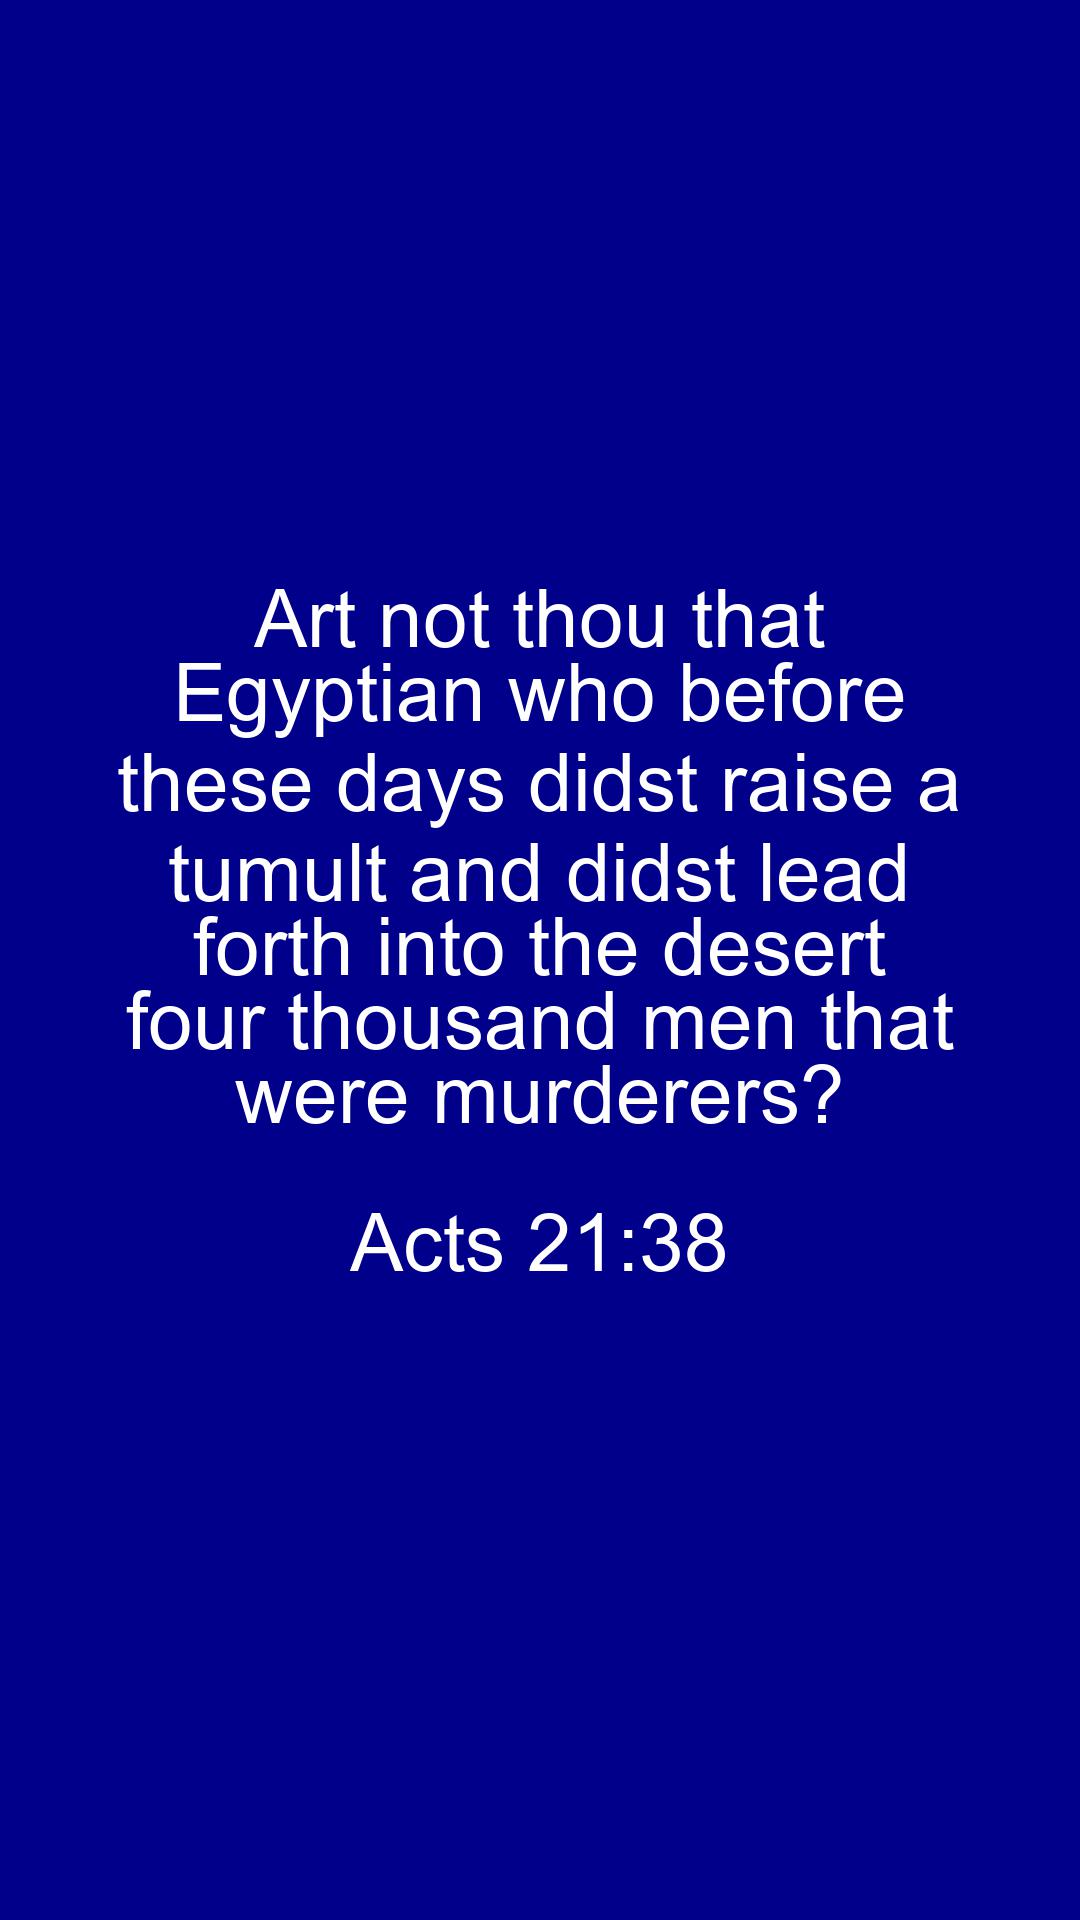 Art not thou that
Egyptian who before
these days didst raise a
tumult and didst lead
forth into the desert
four thousand men that
were murderers?
Acts 21:38